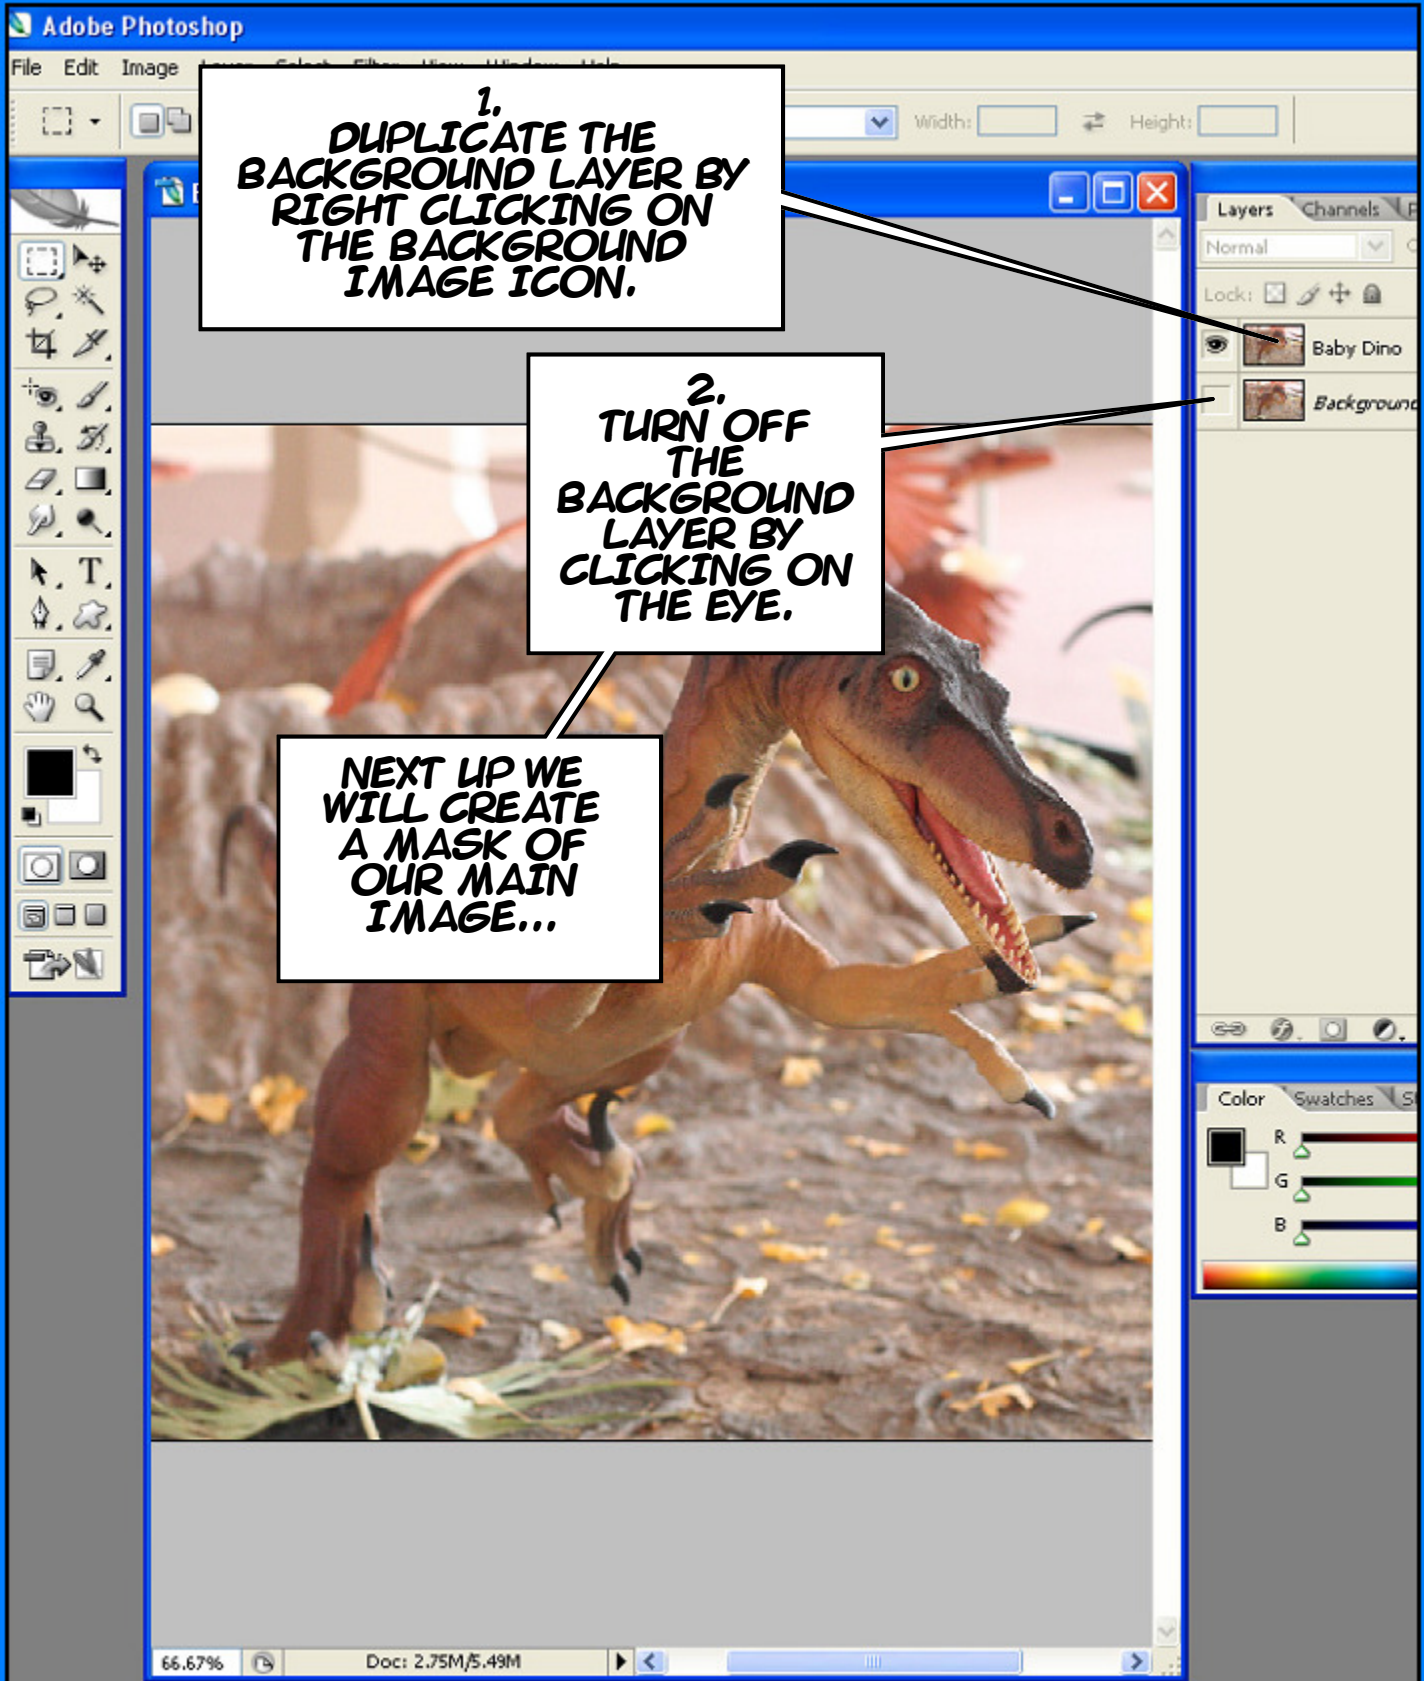 Adobe Photoshop
File Edit Image
Width: Height:
1.
DUPLICATE THE
BACKGROUND LAYER BY
RIGHT CLICKING ON
THE BACKGROUND
IMAGE ICON.
Layers Channels
Normal
Lock:
Baby Dino
Background
2.
TURN OFF
THE
BACKGROUND
LAYER BY
CLICKING ON
THE EYE.
NEXT UP WE
WILL CREATE
A MASK OF
OUR MAIN
IMAGE...
Color Swatches
R
G
B
66.67% Doc: 2.75M/5.49M